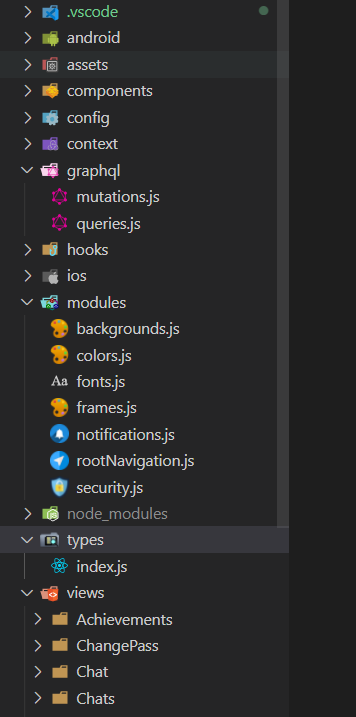 .vscode
android
assets
components
config
context
graphql
mutations.js
queries.js
hooks
ios
modules
backgrounds.js
colors.js
Aa fonts.js
frames.js
notifications.js
rootNavigation.js
security.js
node_modules
types
index.js
views
Achievements
ChangePass
Chat
Chats